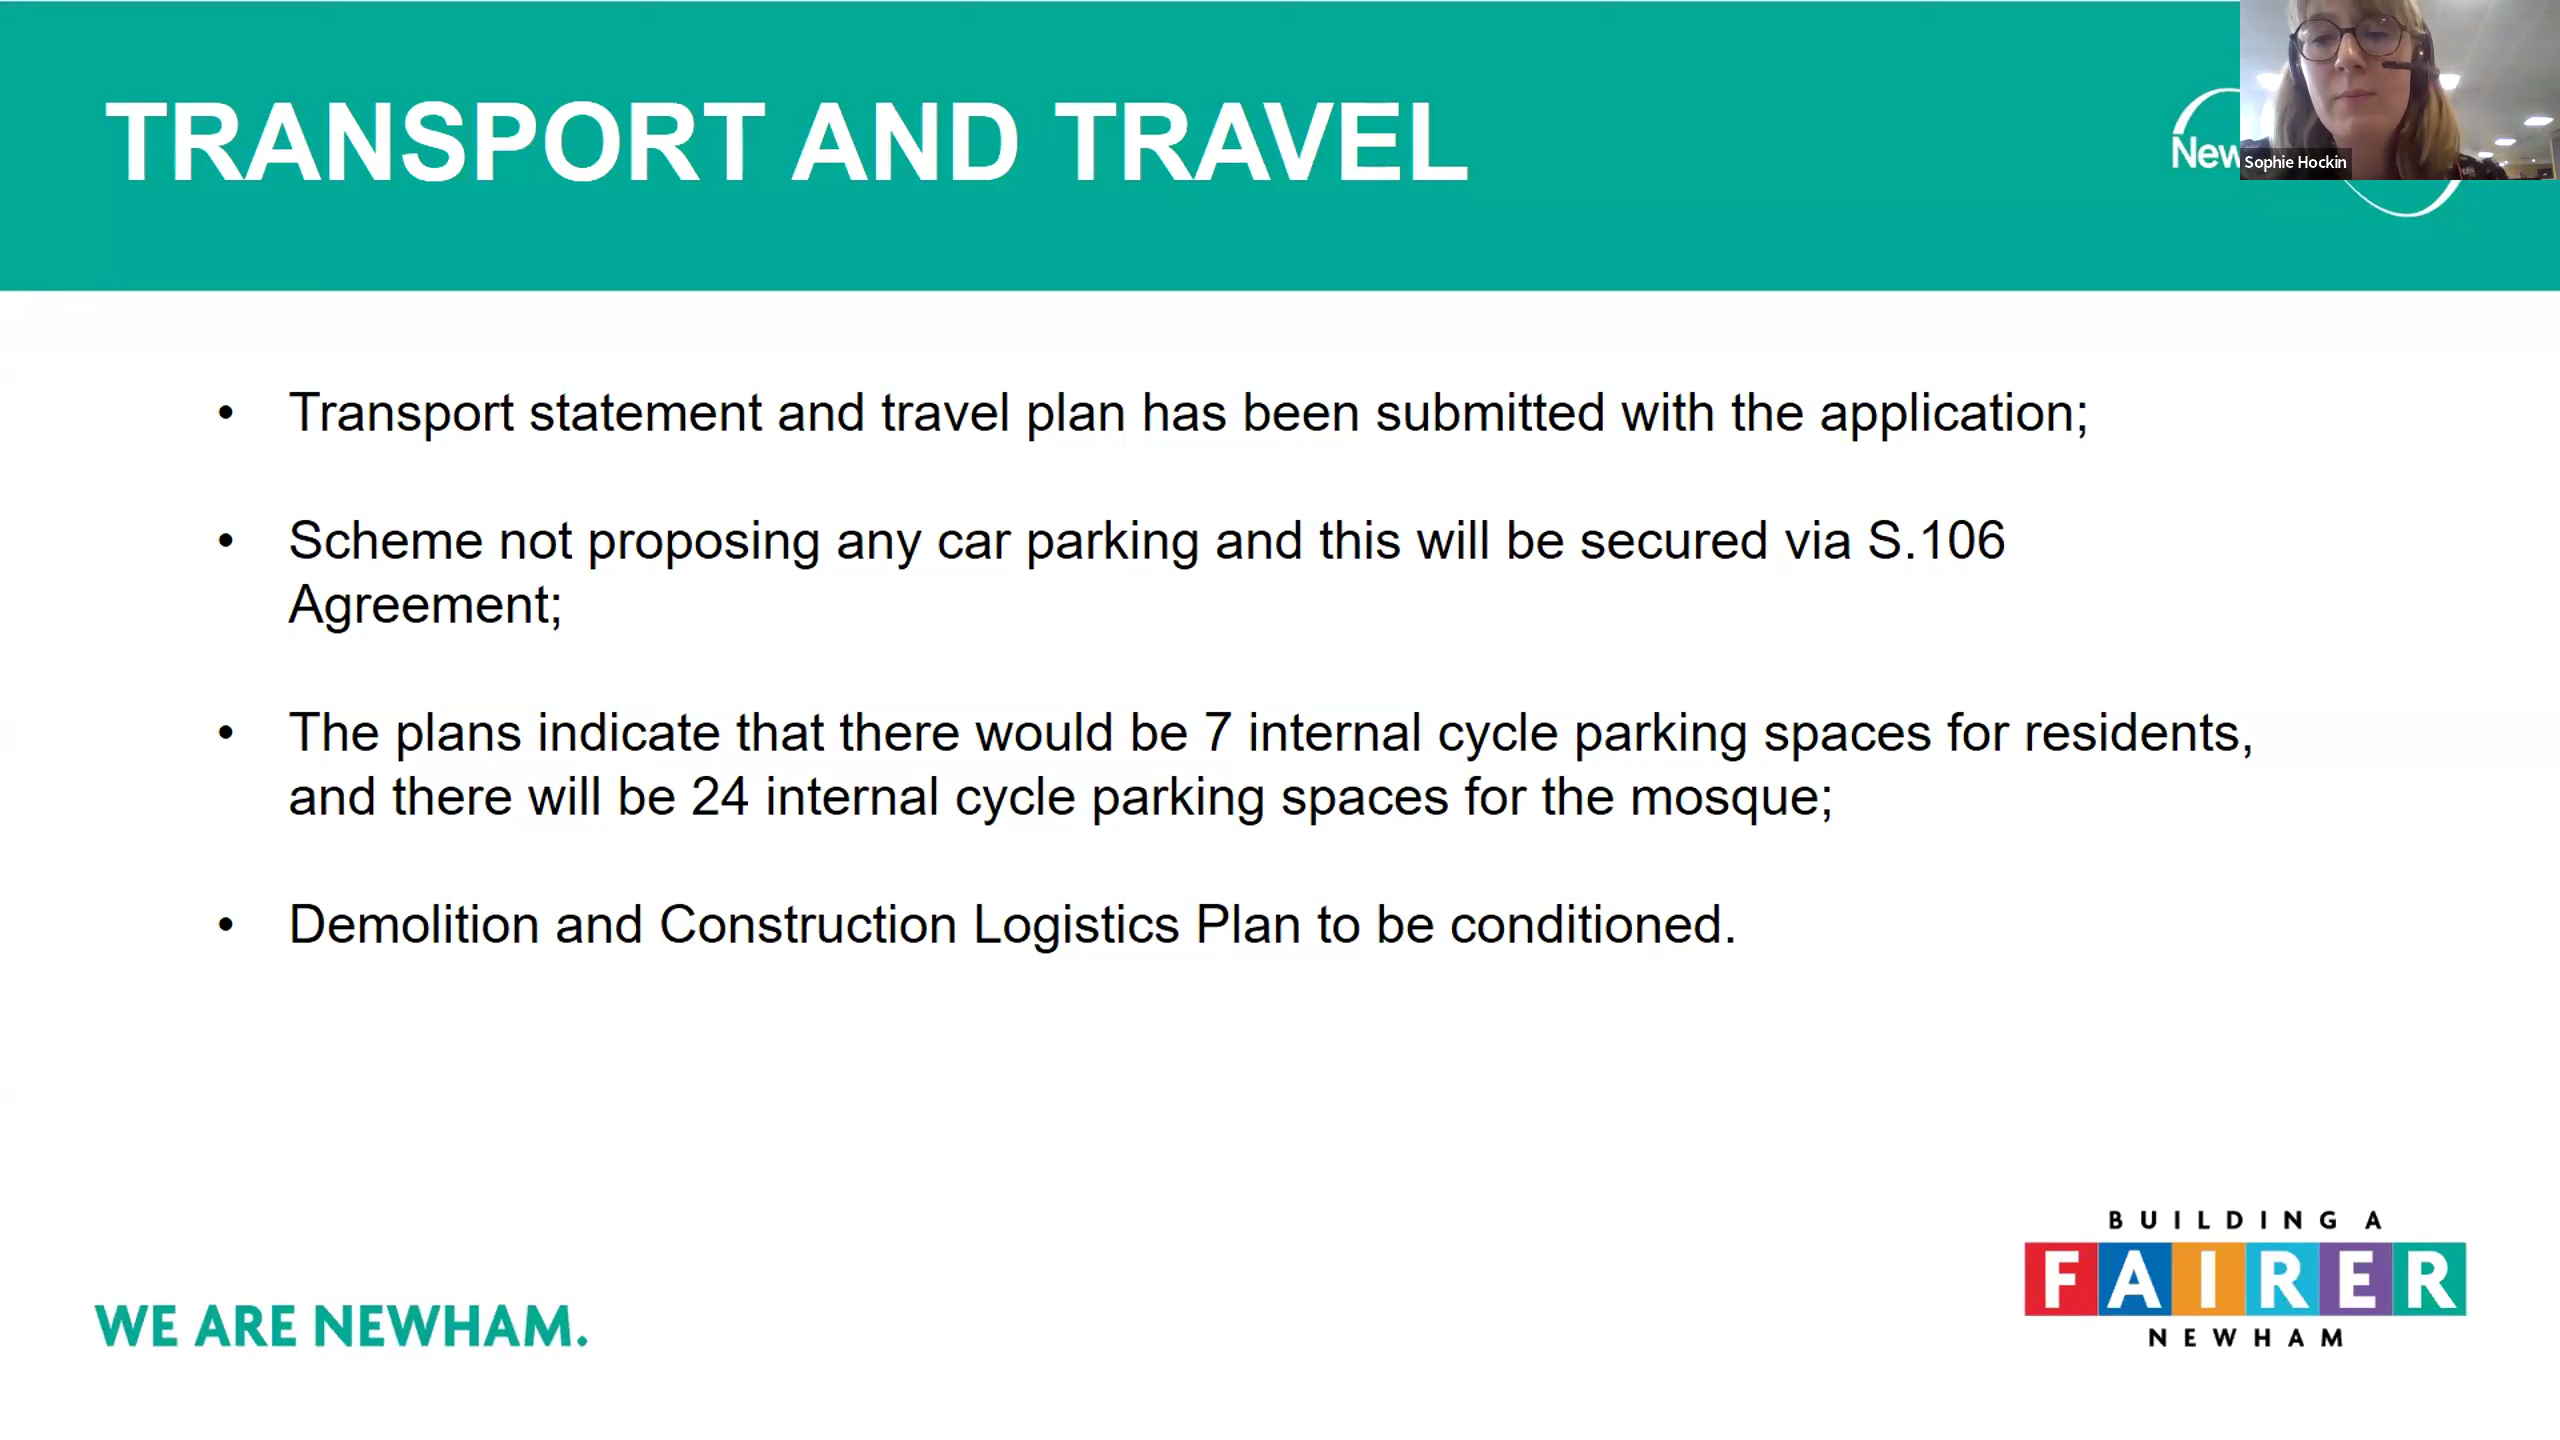 TRANSPORT AND TRAVEL
New
Sophie Hockin
• Transport statement and travel plan has been submitted with the application;
• Scheme not proposing any car parking and this will be secured via S.106
Agreement;
• The plans indicate that there would be 7 internal cycle parking spaces for residents,
and there will be 24 internal cycle parking spaces for the mosque;
• Demolition and Construction Logistics Plan to be conditioned.
WE ARE NEWHAM.
BUILDING A
FAIRER
NEWHAM